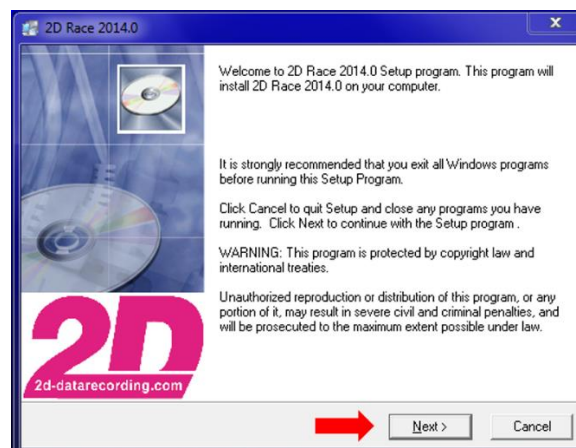 2D Race 2014.0
Welcome to 2D Race 2014.0 Setup program. This program will
install 2D Race 2014.0 on your computer.
It is strongly recommended that you exit all Windows programs
before running this Setup Program.
Click Cancel to quit Setup and close any programs you have
running. Click Next to continue with the Setup program .
WARNING: This program is protected by copyright law and
international treaties.
Unauthorized reproduction or distribution of this program, or any
portion of it, may result in severe civil and criminal penalties, and
will be prosecuted to the maximum extent possible under law.
2D
2d-datarecording.com
Next >
Cancel